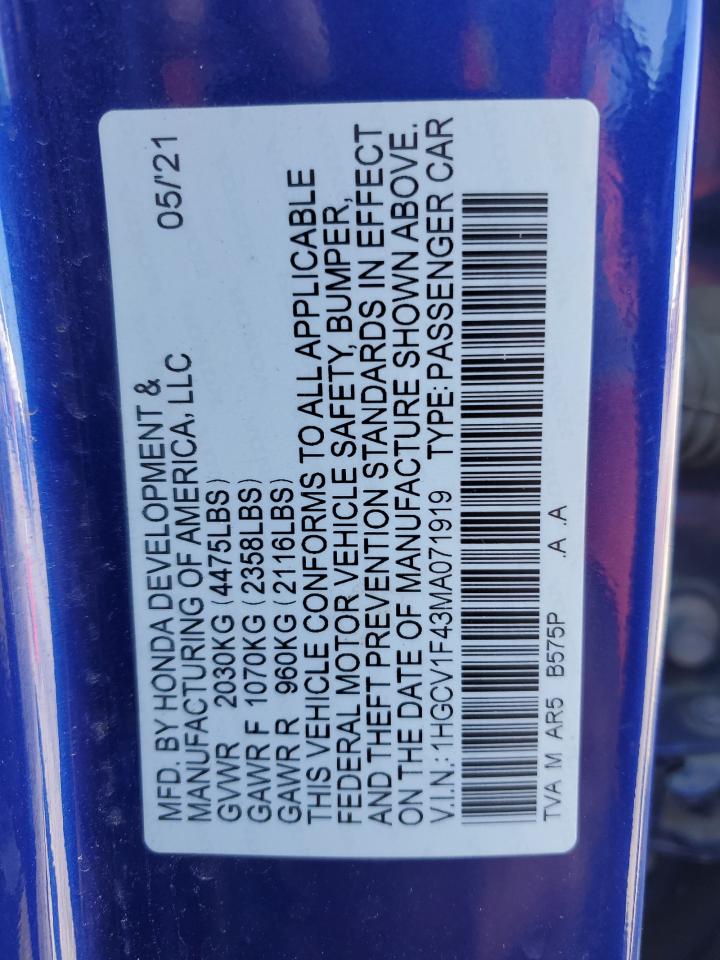 MFD. BY HONDA DEVELOPMENT &
MANUFACTURING OF AMERICA, LLC 05/'21
GVWR 2030KG (4475LBS)
GAWR F 1070KG (2358LBS)
GAWR R 960KG (2116LBS)
THIS VEHICLE CONFORMS TO ALL APPLICABLE
FEDERAL MOTOR VEHICLE SAFETY, BUMPER,
AND THEFT PREVENTION STANDARDS IN EFFECT
ON THE DATE OF MANUFACTURE SHOWN ABOVE.
V.I.N.: 1HGCV1F43MA071919 TYPE: PASSENGER CAR
TVA M AR5 B575P .A .A